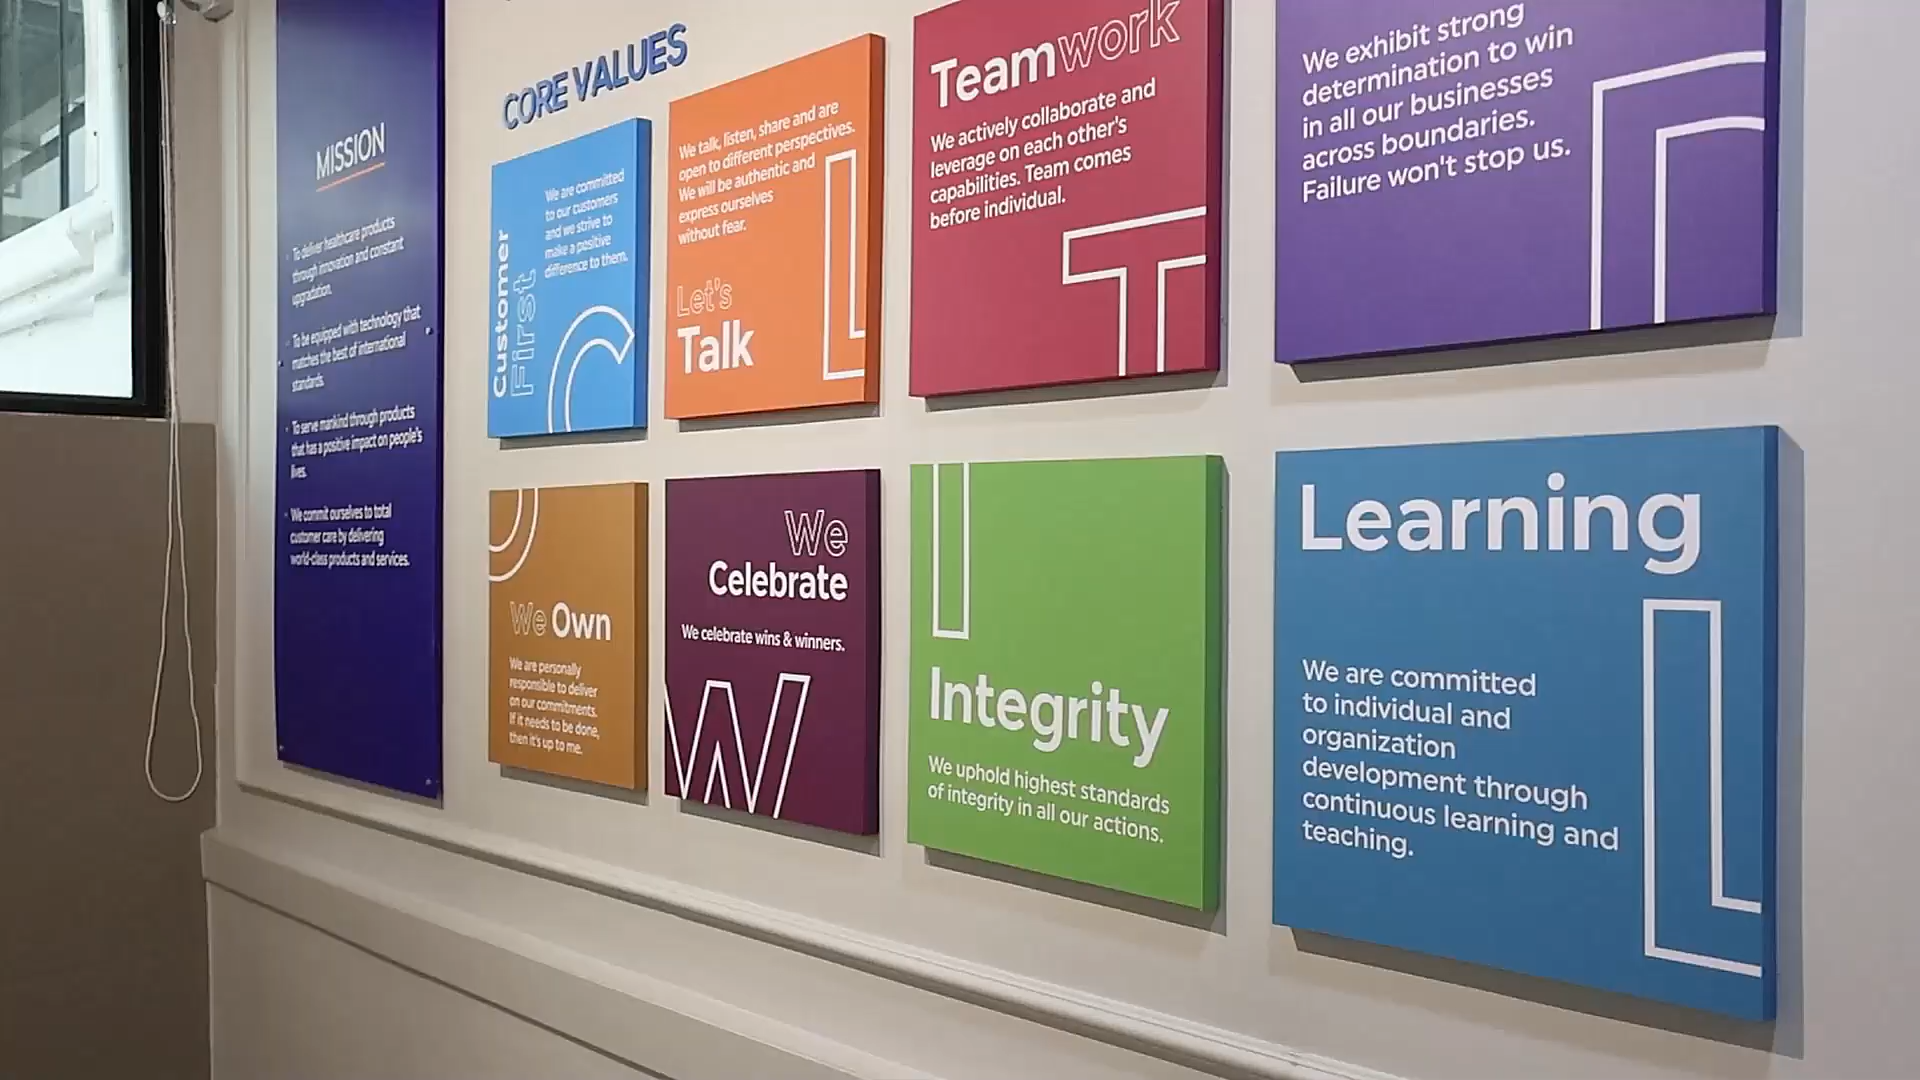 MISSION
To deliver healthcare products
through innovation and constant
upgradation.
To be equipped with technology that
matches the best of international
standards.
To serve mankind through products
that has a positive impact on people's
lives.
We commit ourselves to total
customer care by delivering
world-class products and services.
CORE VALUES
Customer
First
We are committed
to our customers
and we strive to
make a positive
difference to them.
C
We talk, listen, share and are
open to different perspectives.
We will be authentic and
express ourselves
without fear.
Let's
Talk
L
Teamwork
We actively collaborate and
leverage on each other's
capabilities. Team comes
before individual.
T
We exhibit strong
determination to win
in all our businesses
across boundaries.
Failure won't stop us.
We Own
We are personally
responsible to deliver
on our commitments.
If it needs to be done,
then it's up to me.
We
Celebrate
We celebrate wins & winners.
W
I
Integrity
We uphold highest standards
of integrity in all our actions.
Learning
We are committed
to individual and
organization
development through
continuous learning and
teaching.
L